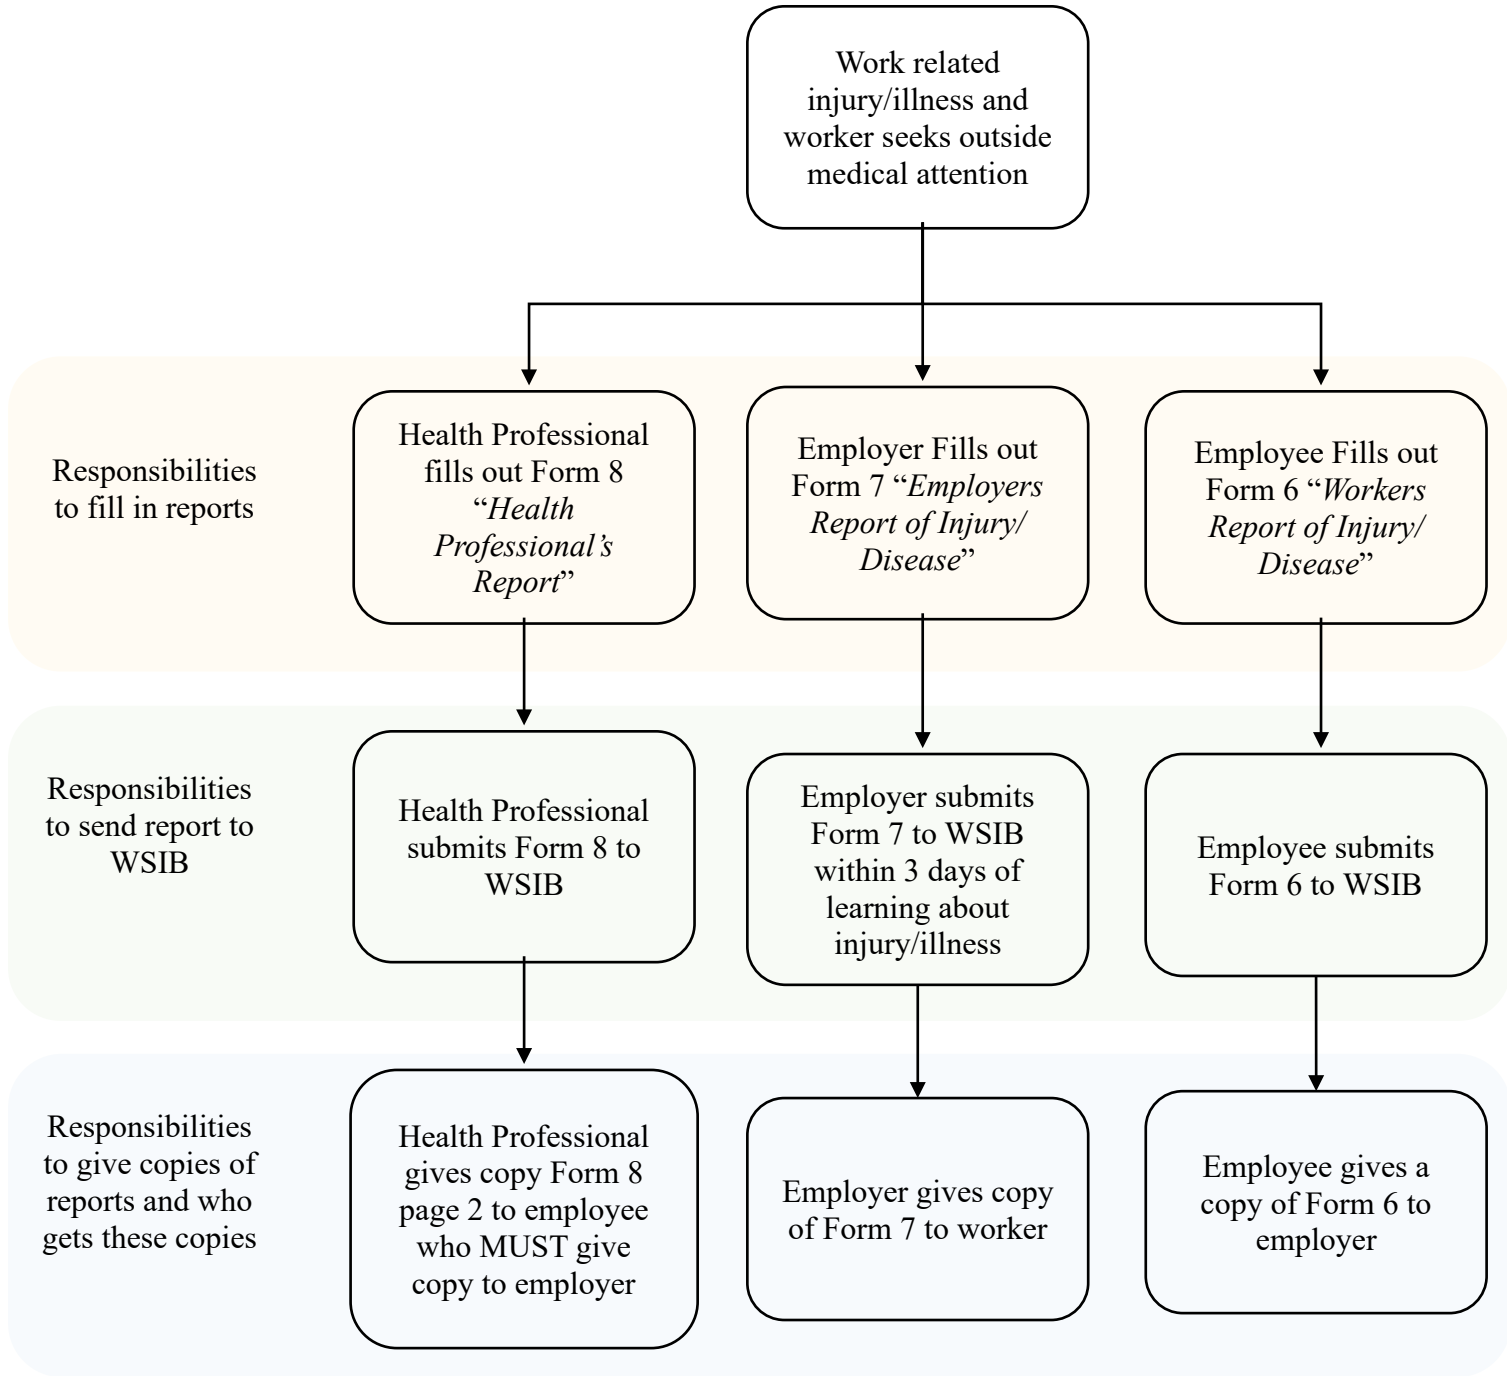 Work related
injury/illness and
worker seeks outside
medical attention
Responsibilities
to fill in reports
Health Professional
fills out Form 8
“Health
Professional’s
Report”
Employer Fills out
Form 7 “Employers
Report of Injury/
Disease”
Employee Fills out
Form 6 “Workers
Report of Injury/
Disease”
Responsibilities
to send report to
WSIB
Health Professional
submits Form 8 to
WSIB
Employer submits
Form 7 to WSIB
within 3 days of
learning about
injury/illness
Employee submits
Form 6 to WSIB
Responsibilities
to give copies of
reports and who
gets these copies
Health Professional
gives copy Form 8
page 2 to employee
who MUST give
copy to employer
Employer gives copy
of Form 7 to worker
Employee gives a
copy of Form 6 to
employer